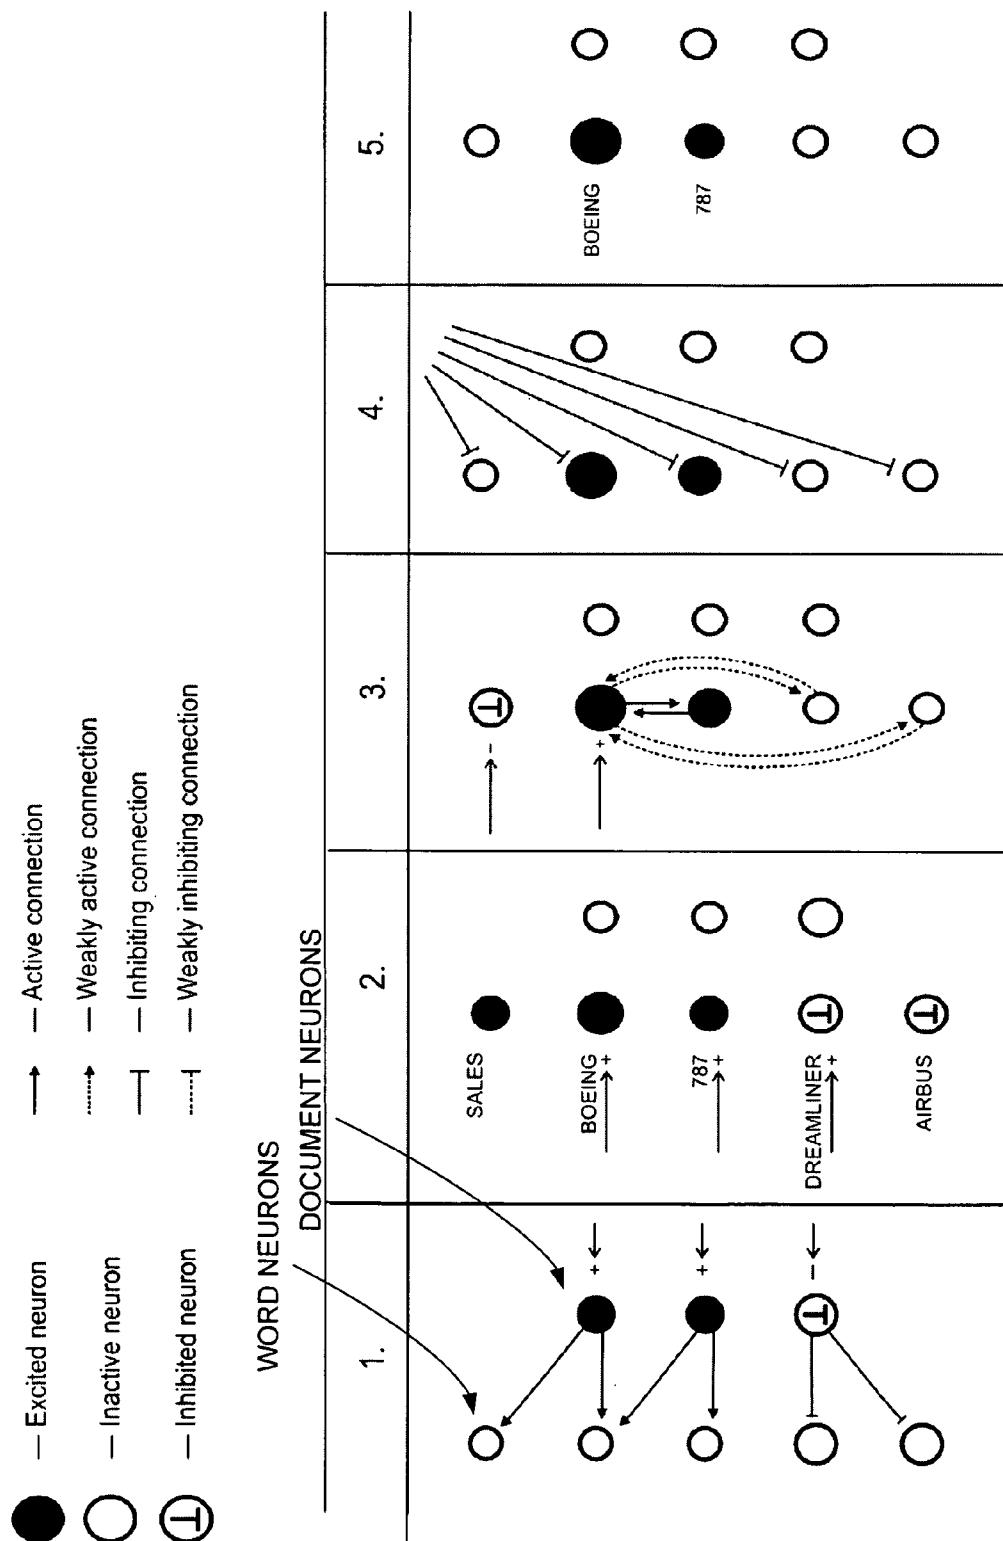 — Excited neuron
— Inactive neuron
T — Inhibited neuron
— Active connection
— Weakly active connection
— Inhibiting connection
— Weakly inhibiting connection
WORD NEURONS
DOCUMENT NEURONS
1.
2.
3.
4.
5.
+
+
T -
SALES
BOEING +
787 +
DREAMLINER + T
AIRBUS T
T -
+
BOEING
787